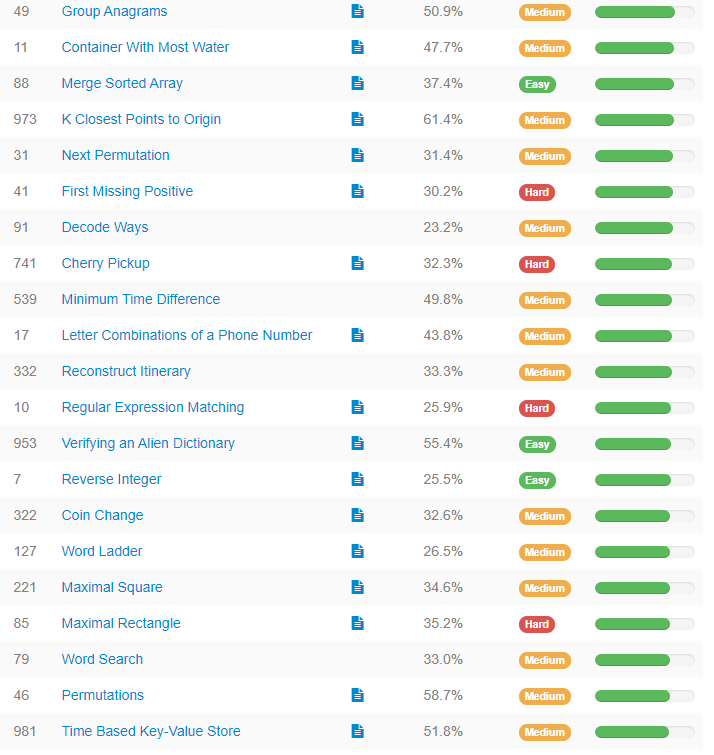 49 Group Anagrams 50.9% Medium
11 Container With Most Water 47.7% Medium
88 Merge Sorted Array 37.4% Easy
973 K Closest Points to Origin 61.4% Medium
31 Next Permutation 31.4% Medium
41 First Missing Positive 30.2% Hard
91 Decode Ways 23.2% Medium
741 Cherry Pickup 32.3% Hard
539 Minimum Time Difference 49.8% Medium
17 Letter Combinations of a Phone Number 43.8% Medium
332 Reconstruct Itinerary 33.3% Medium
10 Regular Expression Matching 25.9% Hard
953 Verifying an Alien Dictionary 55.4% Easy
7 Reverse Integer 25.5% Easy
322 Coin Change 32.6% Medium
127 Word Ladder 26.5% Medium
221 Maximal Square 34.6% Medium
85 Maximal Rectangle 35.2% Hard
79 Word Search 33.0% Medium
46 Permutations 58.7% Medium
981 Time Based Key-Value Store 51.8% Medium